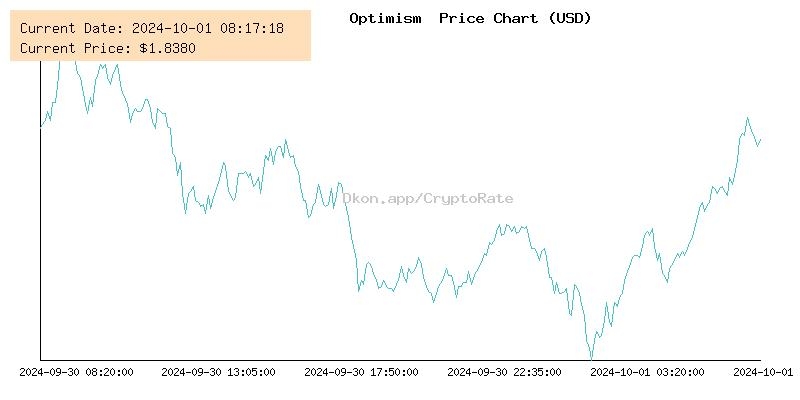 Optimism Price Chart (USD)
Current Date: 2024-10-01 08:17:18
Current Price: $1.8380
Dkon.app/CryptoRate
2024-09-30 08:20:00 2024-09-30 13:05:00 2024-09-30 17:50:00 2024-09-30 22:35:00 2024-10-01 03:20:00 2024-10-01